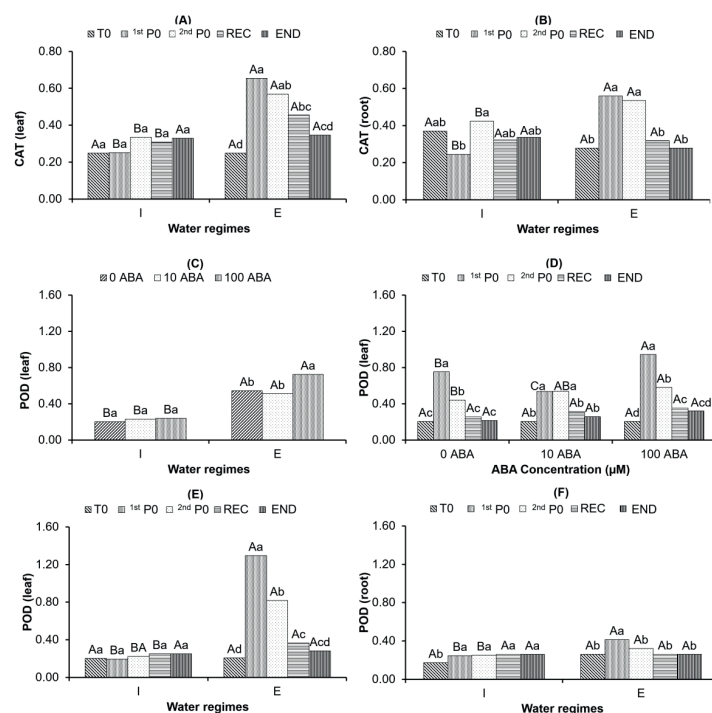 (A)
T0 1st P0 2nd P0 REC END
CAT (leaf)
0.80
0.60
0.40
0.20
0.00
Aa Ba Ba Ba Aa
Ad Aa Aab Abc Acd
I E
Water regimes
(B)
T0 1st P0 2nd P0 REC END
CAT (root)
0.80
0.60
0.40
0.20
0.00
Aab Bb Ba Aab Aab
Ab Aa Aa Ab Ab
I E
Water regimes
(C)
0 ABA 10 ABA 100 ABA
POD (leaf)
1.60
1.20
0.80
0.40
0.00
Ba Ba Ba
Ab Ab Aa
I E
Water regimes
(D)
T0 1st P0 2nd P0 REC END
POD (leaf)
1.60
1.20
0.80
0.40
0.00
Ac Ba Bb Ac Ac
Ab Ca ABa Ab Ab
Ad Aa Ab Ac Acd
0 ABA 10 ABA 100 ABA
ABA Concentration (µM)
(E)
T0 1st P0 2nd P0 REC END
POD (leaf)
1.60
1.20
0.80
0.40
0.00
Aa Ba BA Ba Aa
Ad Aa Ab Ac Acd
I E
Water regimes
(F)
T0 1st P0 2nd P0 REC END
POD (root)
1.60
1.20
0.80
0.40
0.00
Ab Ba Ba Aa Aa
Ab Aa Ab Ab Ab
I E
Water regimes